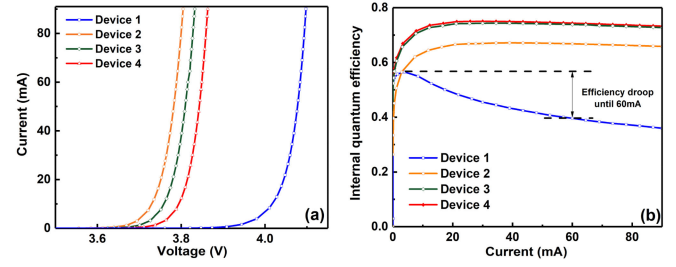 Current (mA)
80
60
40
20
0
3.6
3.8
4.0
Voltage (V)
Device 1
Device 2
Device 3
Device 4
(a)
Internal quantum efficiency
0.8
0.6
0.4
0.2
0.0
0
20
40
60
80
Current (mA)
Efficiency droop
until 60mA
Device 1
Device 2
Device 3
Device 4
(b)